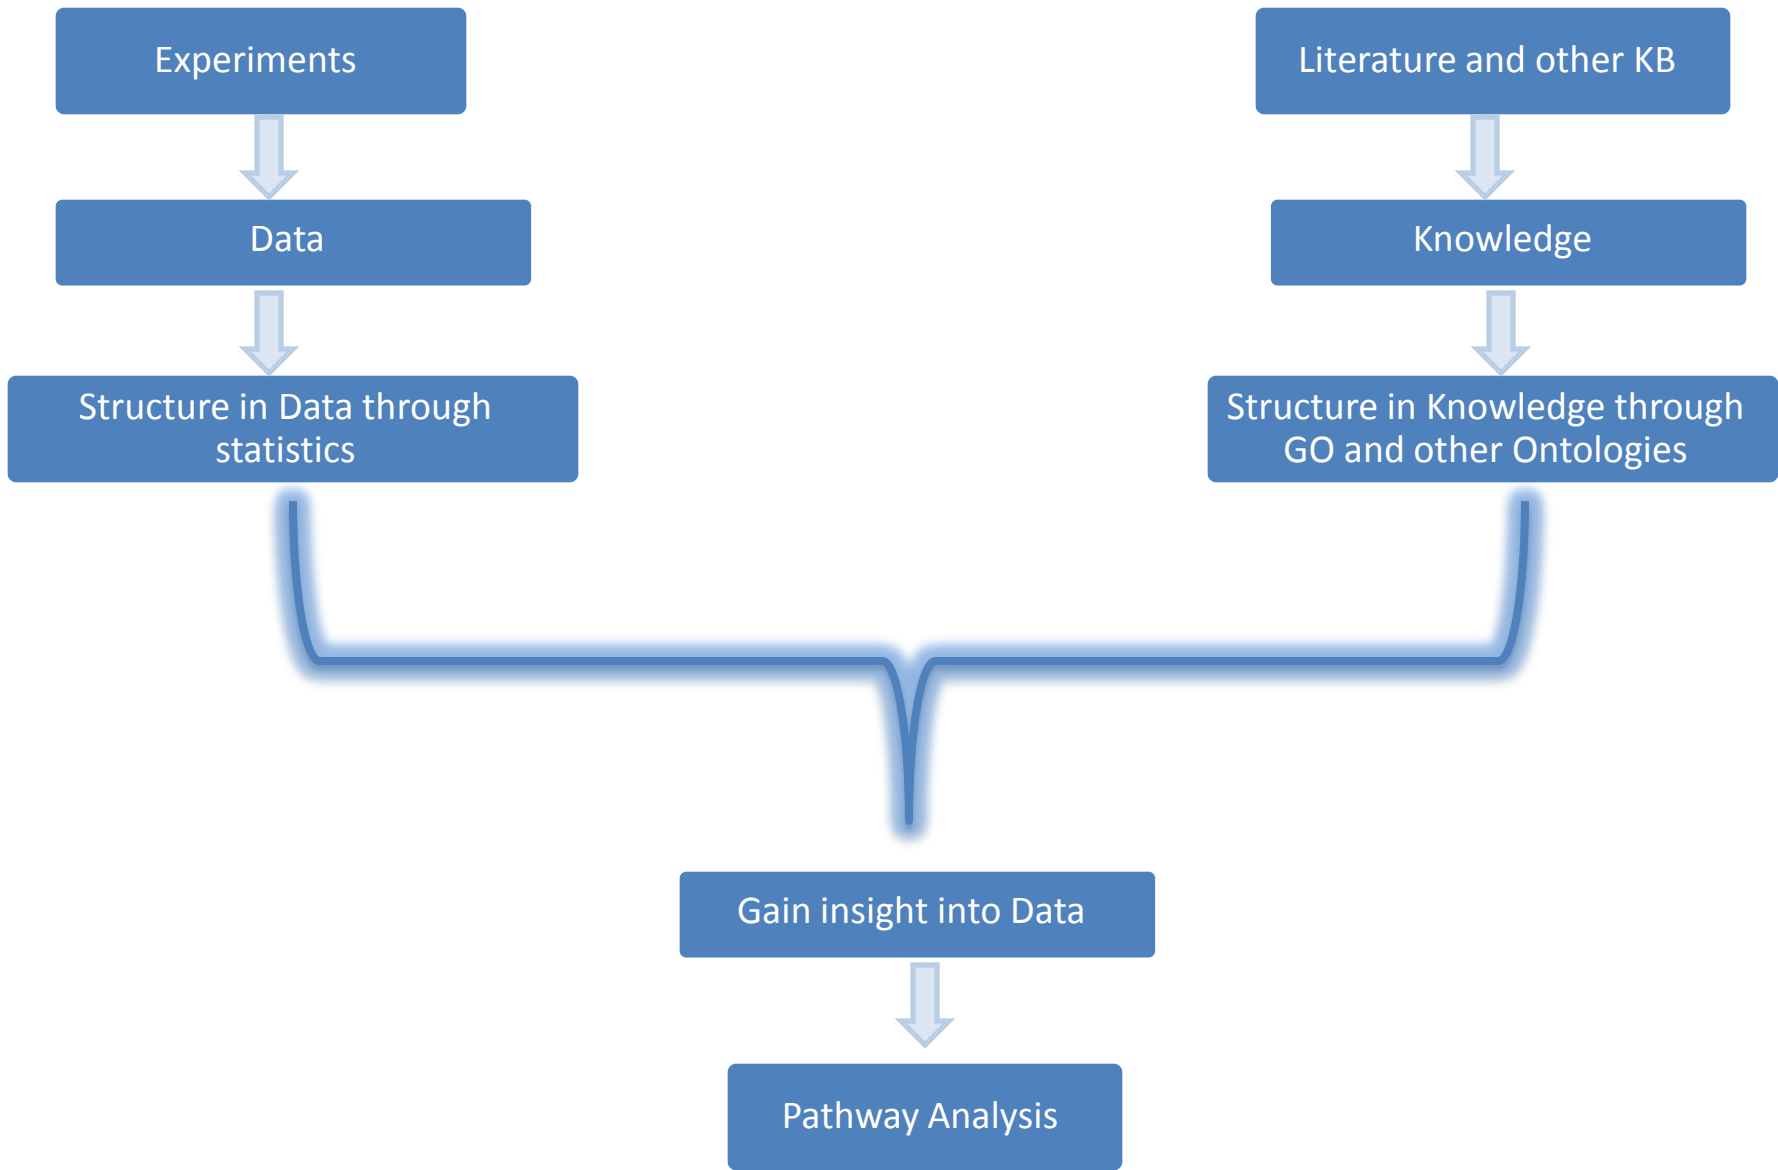 Experiments
Literature and other KB
Data
Knowledge
Structure in Data through
statistics
Structure in Knowledge through
GO and other Ontologies
Gain insight into Data
Pathway Analysis